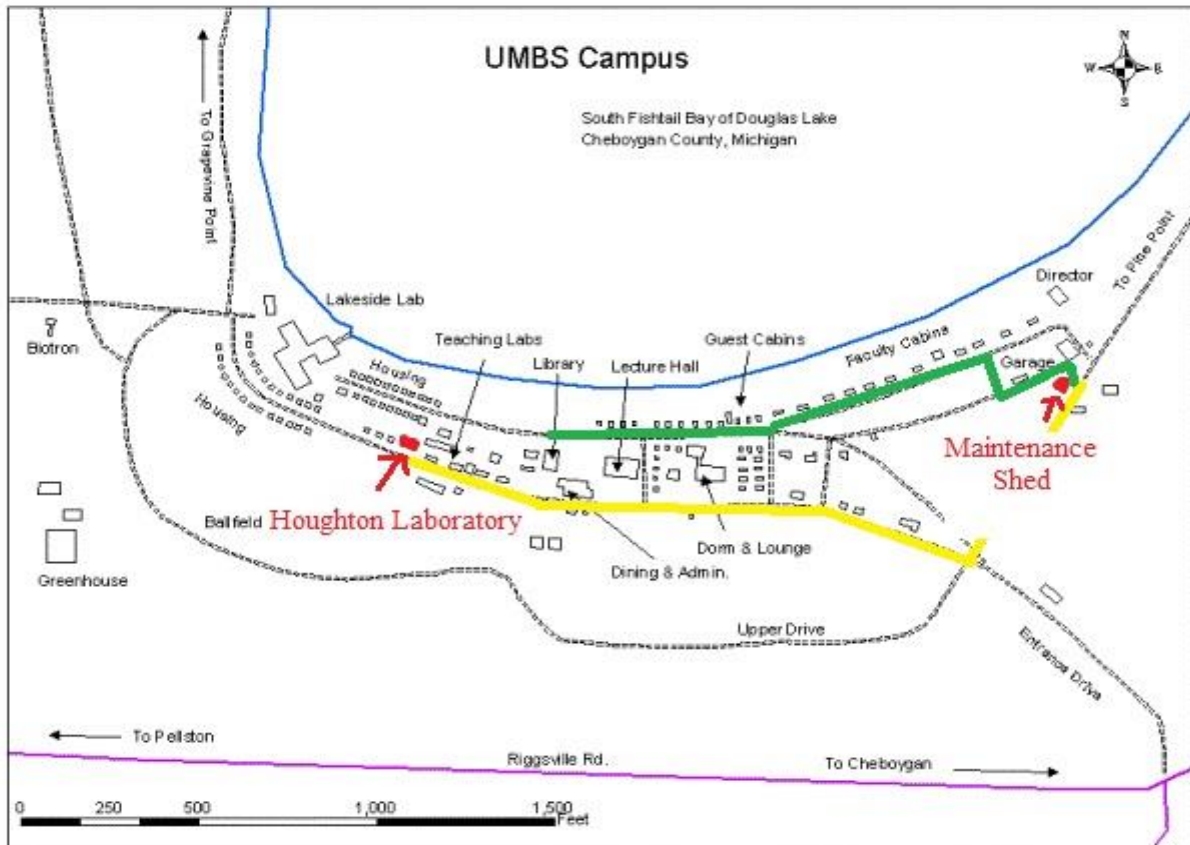 UMBS Campus
N
W E
S
South Fishtail Bay of Douglas Lake
Cheboygan County, Michigan
To Grapevine Point
To Pine Point
Director
Lakeside Lab
Biotron
Teaching Labs
Guest Cabins
Faculty Cabins
Library
Lecture Hall
Garage
Housing
Housing
Maintenance
Shed
Ballfield
Houghton Laboratory
Dorm & Lounge
Greenhouse
Dining & Admin.
Upper Drive
Entrance Drive
To Pellston
Riggsville Rd.
To Cheboygan
0 250 500 1,000 1,500
Feet